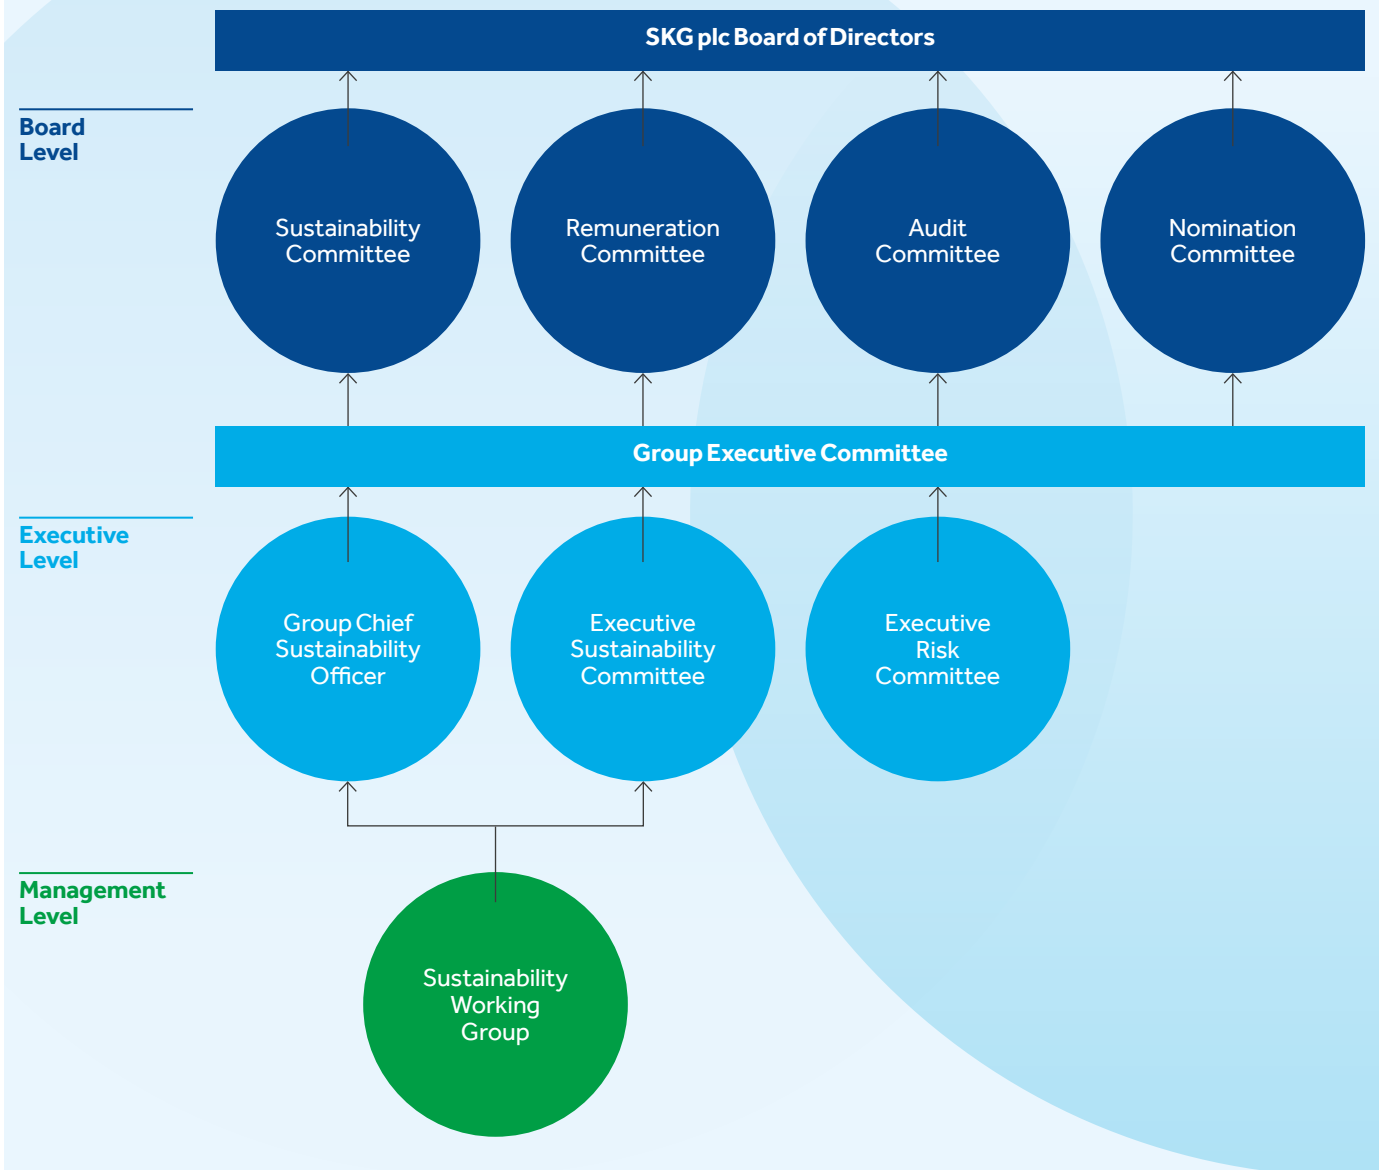 SKG plc Board of Directors
Board
Level
Sustainability
Committee
Remuneration
Committee
Audit
Committee
Nomination
Committee
Group Executive Committee
Executive
Level
Group Chief
Sustainability
Officer
Executive
Sustainability
Committee
Executive
Risk
Committee
Management
Level
Sustainability
Working
Group